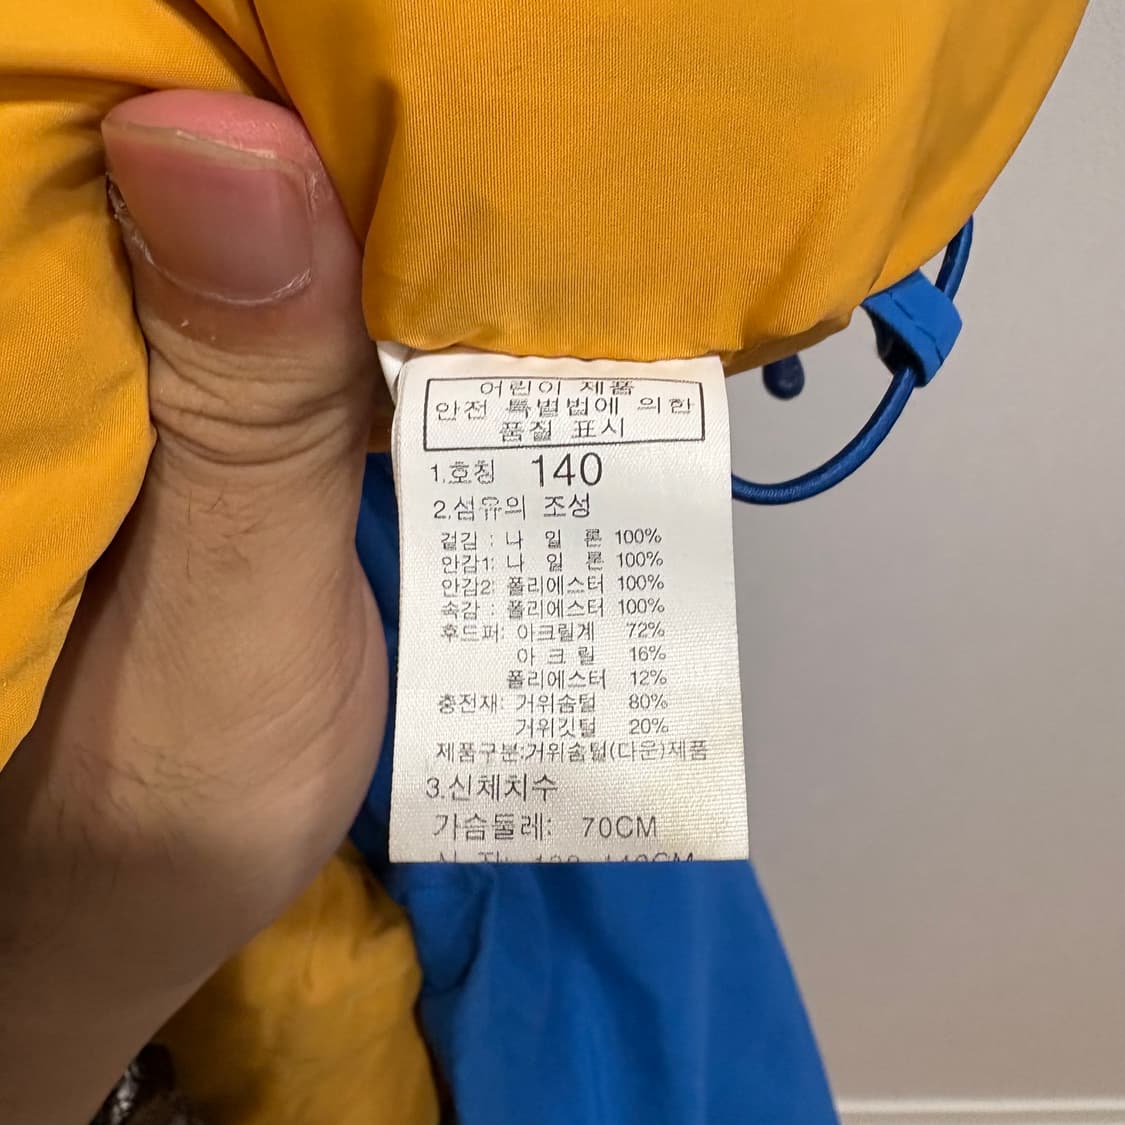 어린이 제품
안전 특별법에 의한
품질 표시
1.호칭 140
2.섬유의 조성
겉감 : 나 일 론 100%
안감1: 나 일 론 100%
안감2: 폴리에스터 100%
속감 : 폴리에스터 100%
후드퍼: 아크릴계 72%
아 크 릴 16%
폴리에스터 12%
충전재: 거위솜털 80%
거위깃털 20%
제품구분:거위솜털(다운)제품
3.신체치수
가슴둘레: 70CM